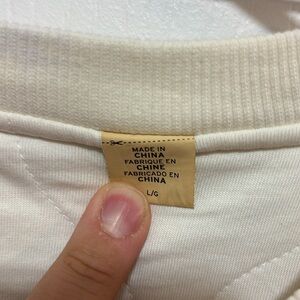 MADE IN
CHINA
FABRIQUE EN
CHINE
FABRICADO EN
CHINA
L/G